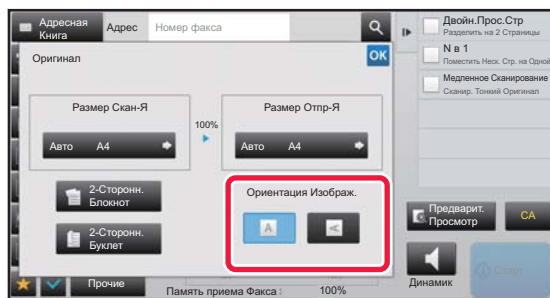 Адресная
Книга
Адрес
Номер факса
Оригинал
OK
Размер Скан-Я
100%
Размер Отпр-Я
Авто A4
Авто A4
2-Сторонн.
Блокнот
2-Сторонн.
Буклет
Ориентация Изображ.
A
A
Прочие
Память приема Факса: 100%
Двойн.Прос.Стр
Разделить на 2 Страницы
N в 1
Поместить Неск. Стр. на Одной
Медленное Сканирование
Сканир. Тонкий Оригинал
Предварит.
Просмотр
CA
Динамик
Старт